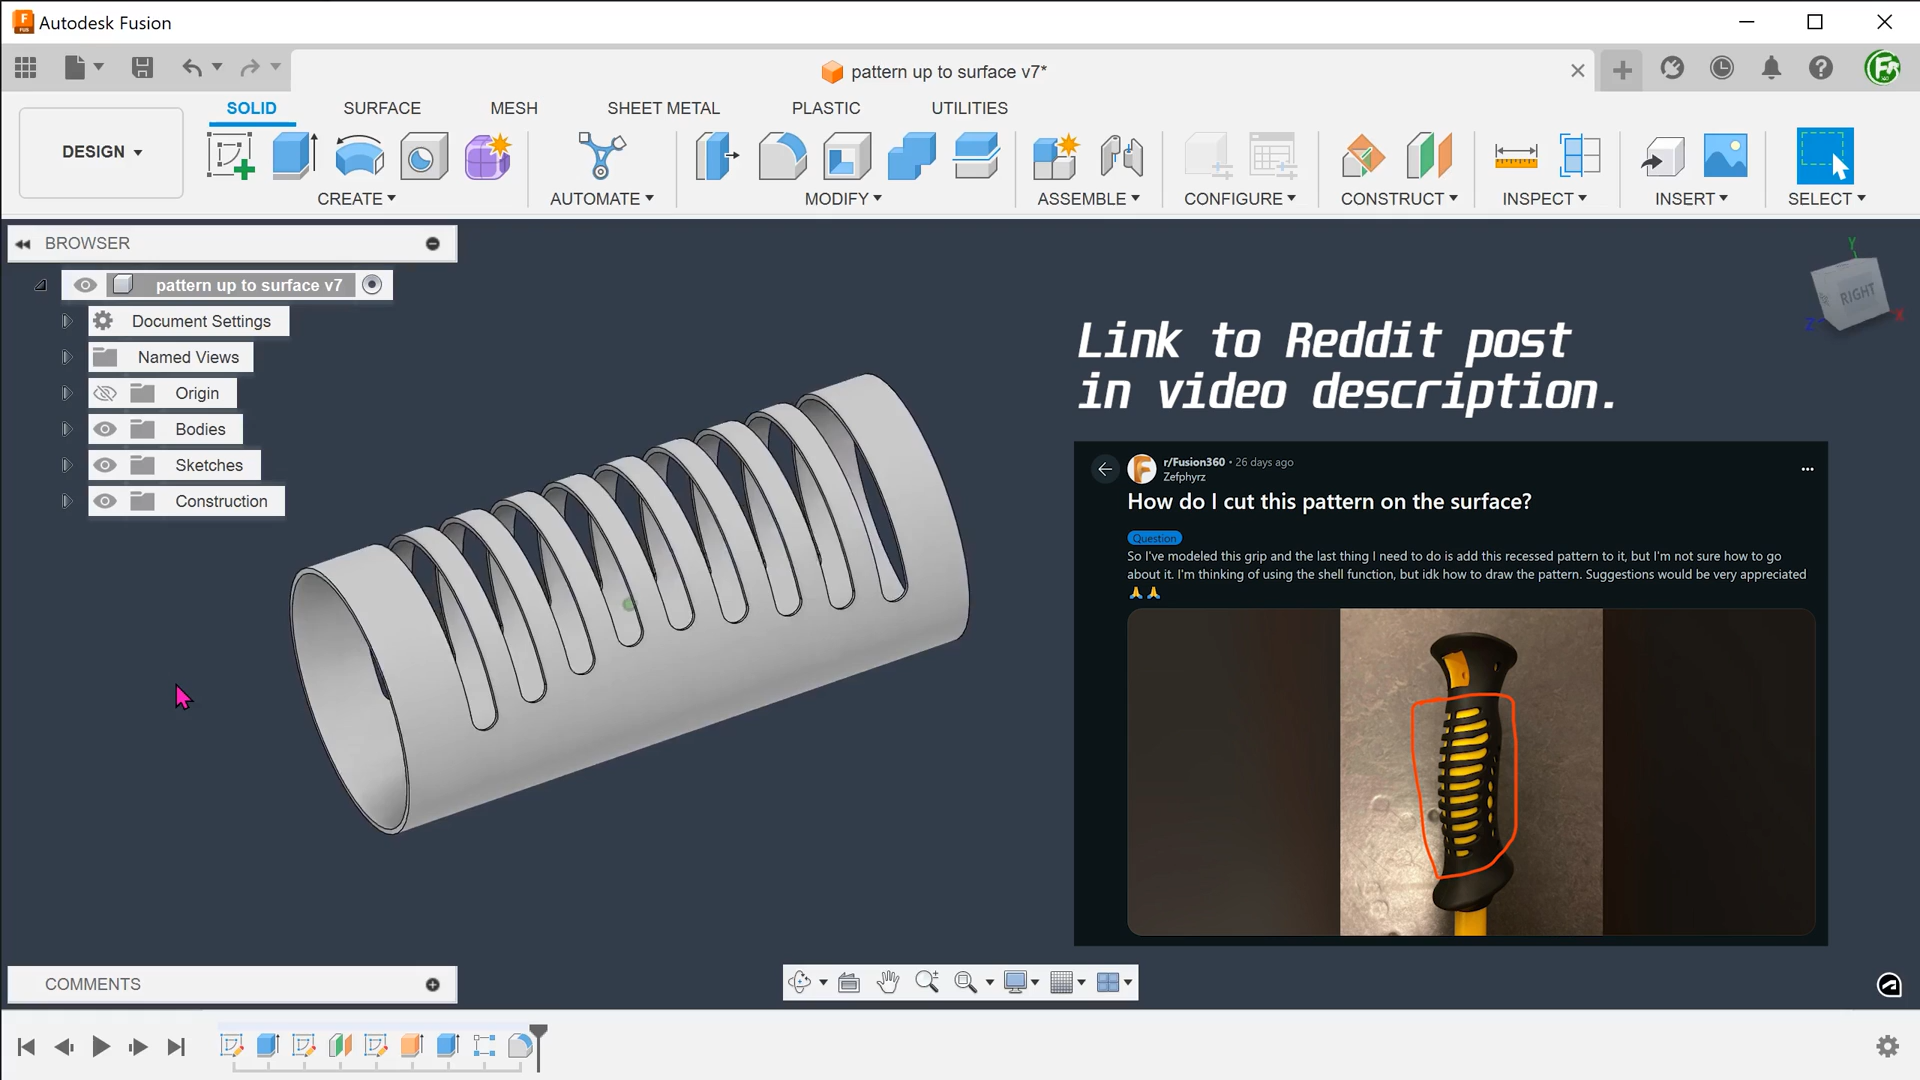 Autodesk Fusion
pattern up to surface v7*
SOLID
SURFACE
MESH
SHEET METAL
PLASTIC
UTILITIES
DESIGN
CREATE
AUTOMATE
MODIFY
ASSEMBLE
CONFIGURE
CONSTRUCT
INSPECT
INSERT
SELECT
BROWSER
pattern up to surface v7
Document Settings
Named Views
Origin
Bodies
Sketches
Construction
Y
RIGHT
Z
X
Link to Reddit post
in video description.
r/Fusion360 • 26 days ago
Zefphyrz
How do I cut this pattern on the surface?
Question
So I've modeled this grip and the last thing I need to do is add this recessed pattern to it, but I'm not sure how to go
about it. I'm thinking of using the shell function, but idk how to draw the pattern. Suggestions would be very appreciated
🙏 🙏
COMMENTS